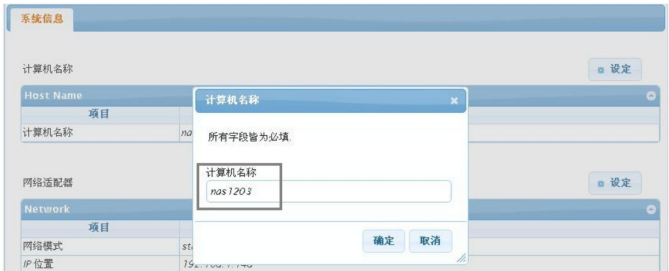 系统信息
计算机名称
设定
Host Name
项目
计算机名称
na
计算机名称
所有字段皆为必填.
计算机名称
nas1203
确定 取消
网络适配器
设定
Network
项目
网络模式
IP 位置